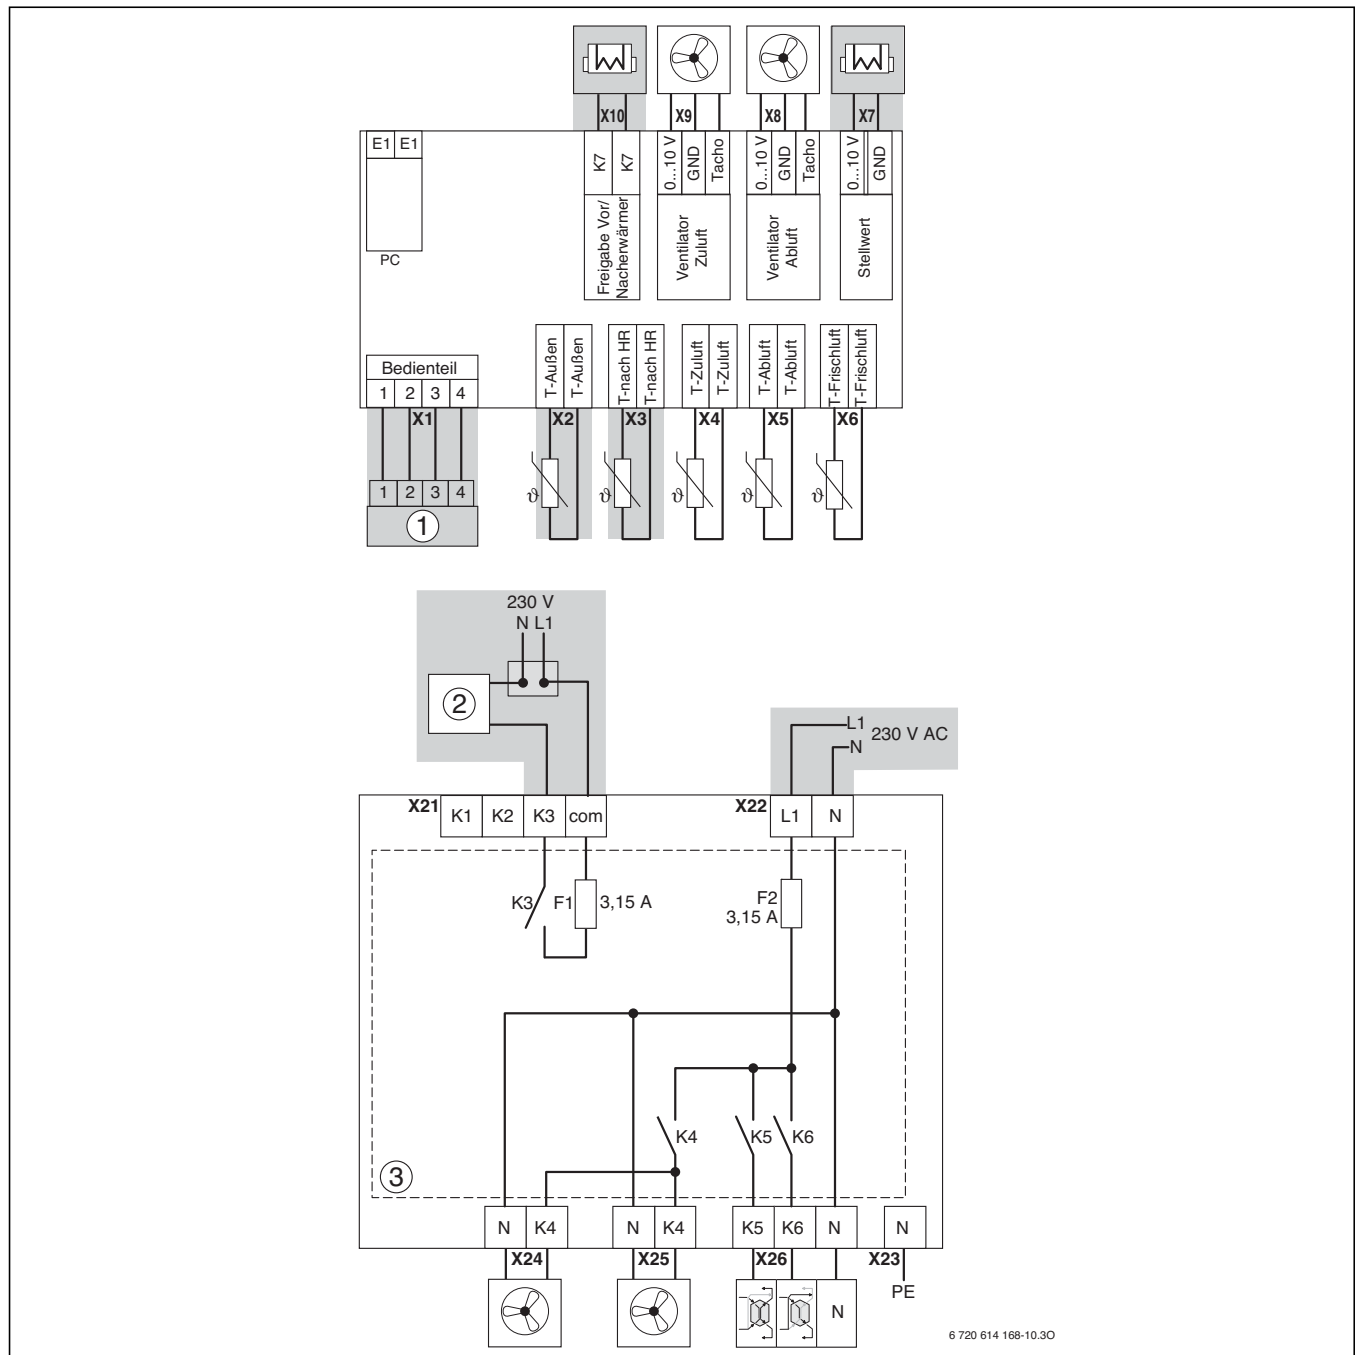 X10 X9 X8 X7
E1 E1
K7 K7
0...10 V GND Tacho
0...10 V GND Tacho
0...10 V GND
PC
Freigabe Vor/
Nacherwärmer
Ventilator
Zuluft
Ventilator
Abluft
Stellwert
Bedienteil
1 2 3 4
T-Außen T-Außen
T-nach HR T-nach HR
T-Zuluft T-Zuluft
T-Abluft T-Abluft
T-Frischluft T-Frischluft
X1 X2 X3 X4 X5 X6
ϑ ϑ ϑ ϑ ϑ
1 2 3 4
1
230 V
N L1
2
L1
N
230 V AC
X21 K1 K2 K3 com
X22 L1 N
K3 F1 3,15 A
F2
3,15 A
K4 K5 K6
3
N K4 N K4 K5 K6 N N
X24 X25 X26 X23
PE
N
6 720 614 168-10.3O